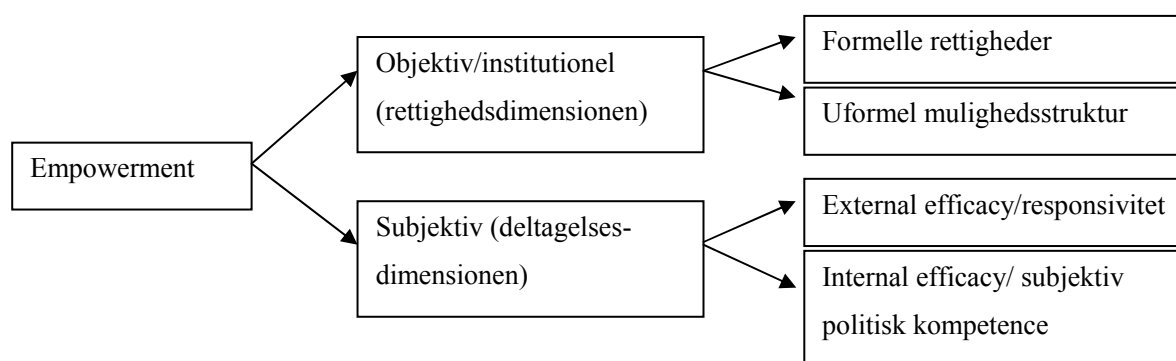 Empowerment
Objektiv/institutionel
(rettighedsdimensionen)
Subjektiv (deltagelses-
dimensionen)
Formelle rettigheder
Uformel mulighedsstruktur
External efficacy/responsivitet
Internal efficacy/ subjektiv
politisk kompetence